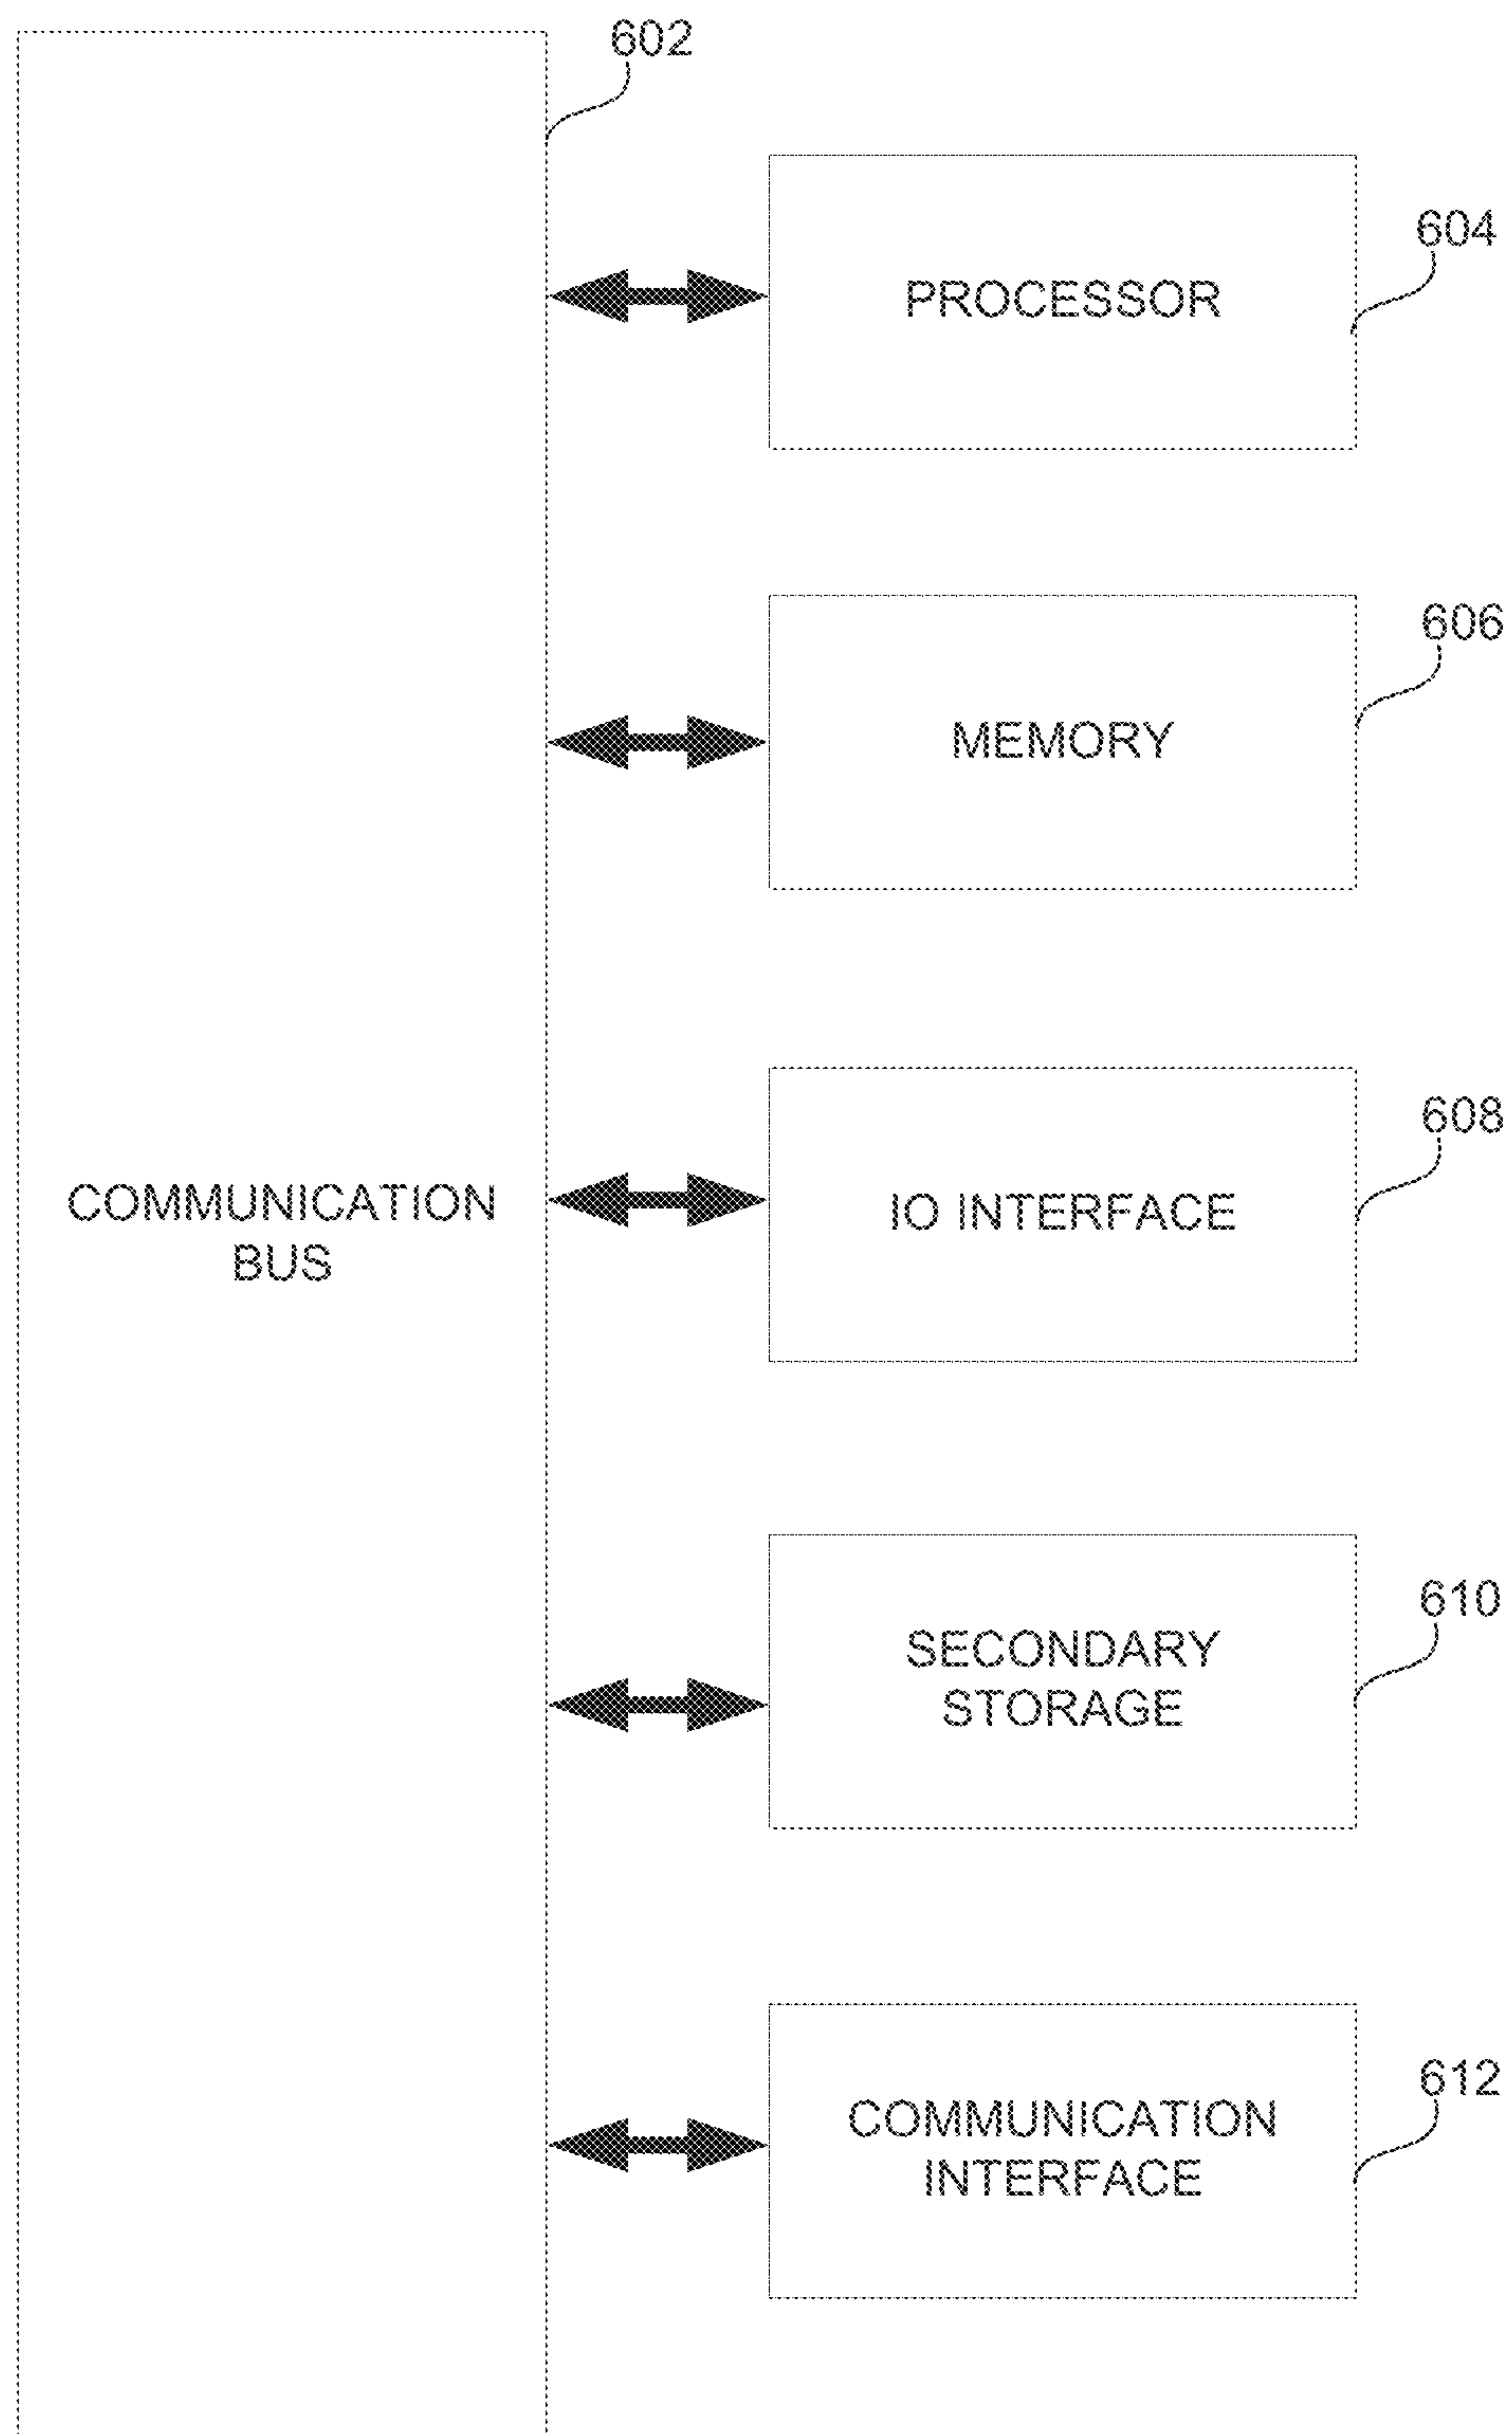 602
604
PROCESSOR
606
MEMORY
608
COMMUNICATION
BUS
IO INTERFACE
610
SECONDARY
STORAGE
612
COMMUNICATION
INTERFACE